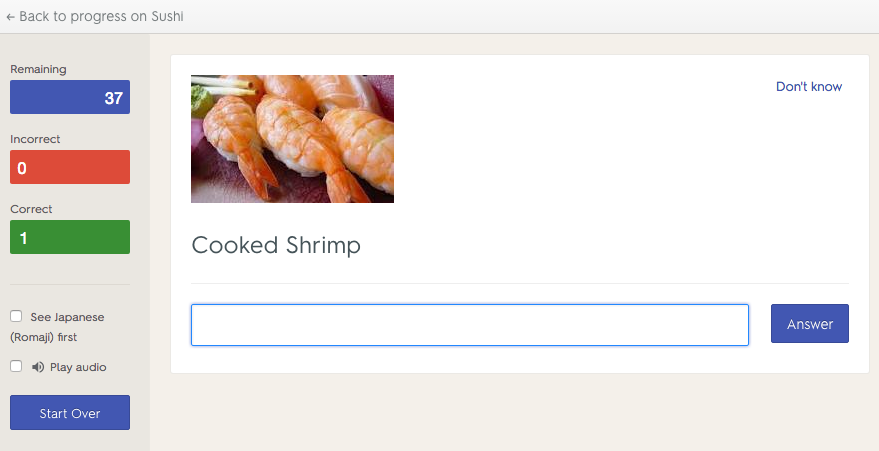 ← Back to progress on Sushi
Remaining
37
Incorrect
0
Correct
1
See Japanese
(Romaji) first
Play audio
Start Over
Don't know
Cooked Shrimp
Answer